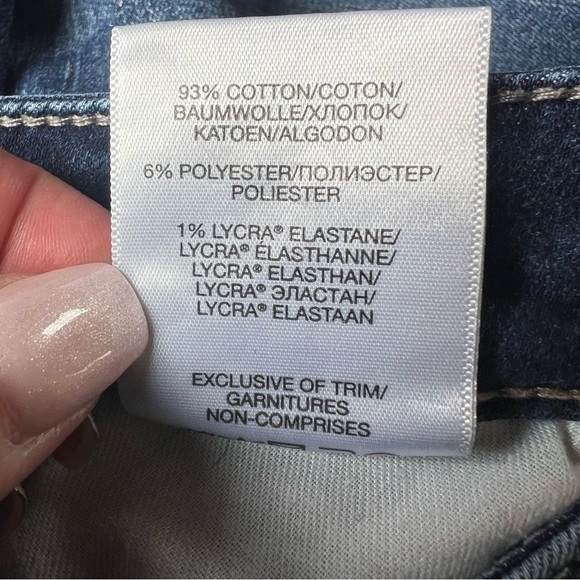 93% COTTON/COTON/
BAUMWOLLE/ХЛОПОК/
KATOEN/ALGODON
6% POLYESTER/ПОЛИЭСТЕР/
POLIESTER
1% LYCRA® ELASTANE/
LYCRA® ÉLASTHANNE/
LYCRA® ELASTHAN/
LYCRA® ЭЛАСТАН/
LYCRA® ELASTAAN
EXCLUSIVE OF TRIM/
GARNITURES
NON-COMPRISES